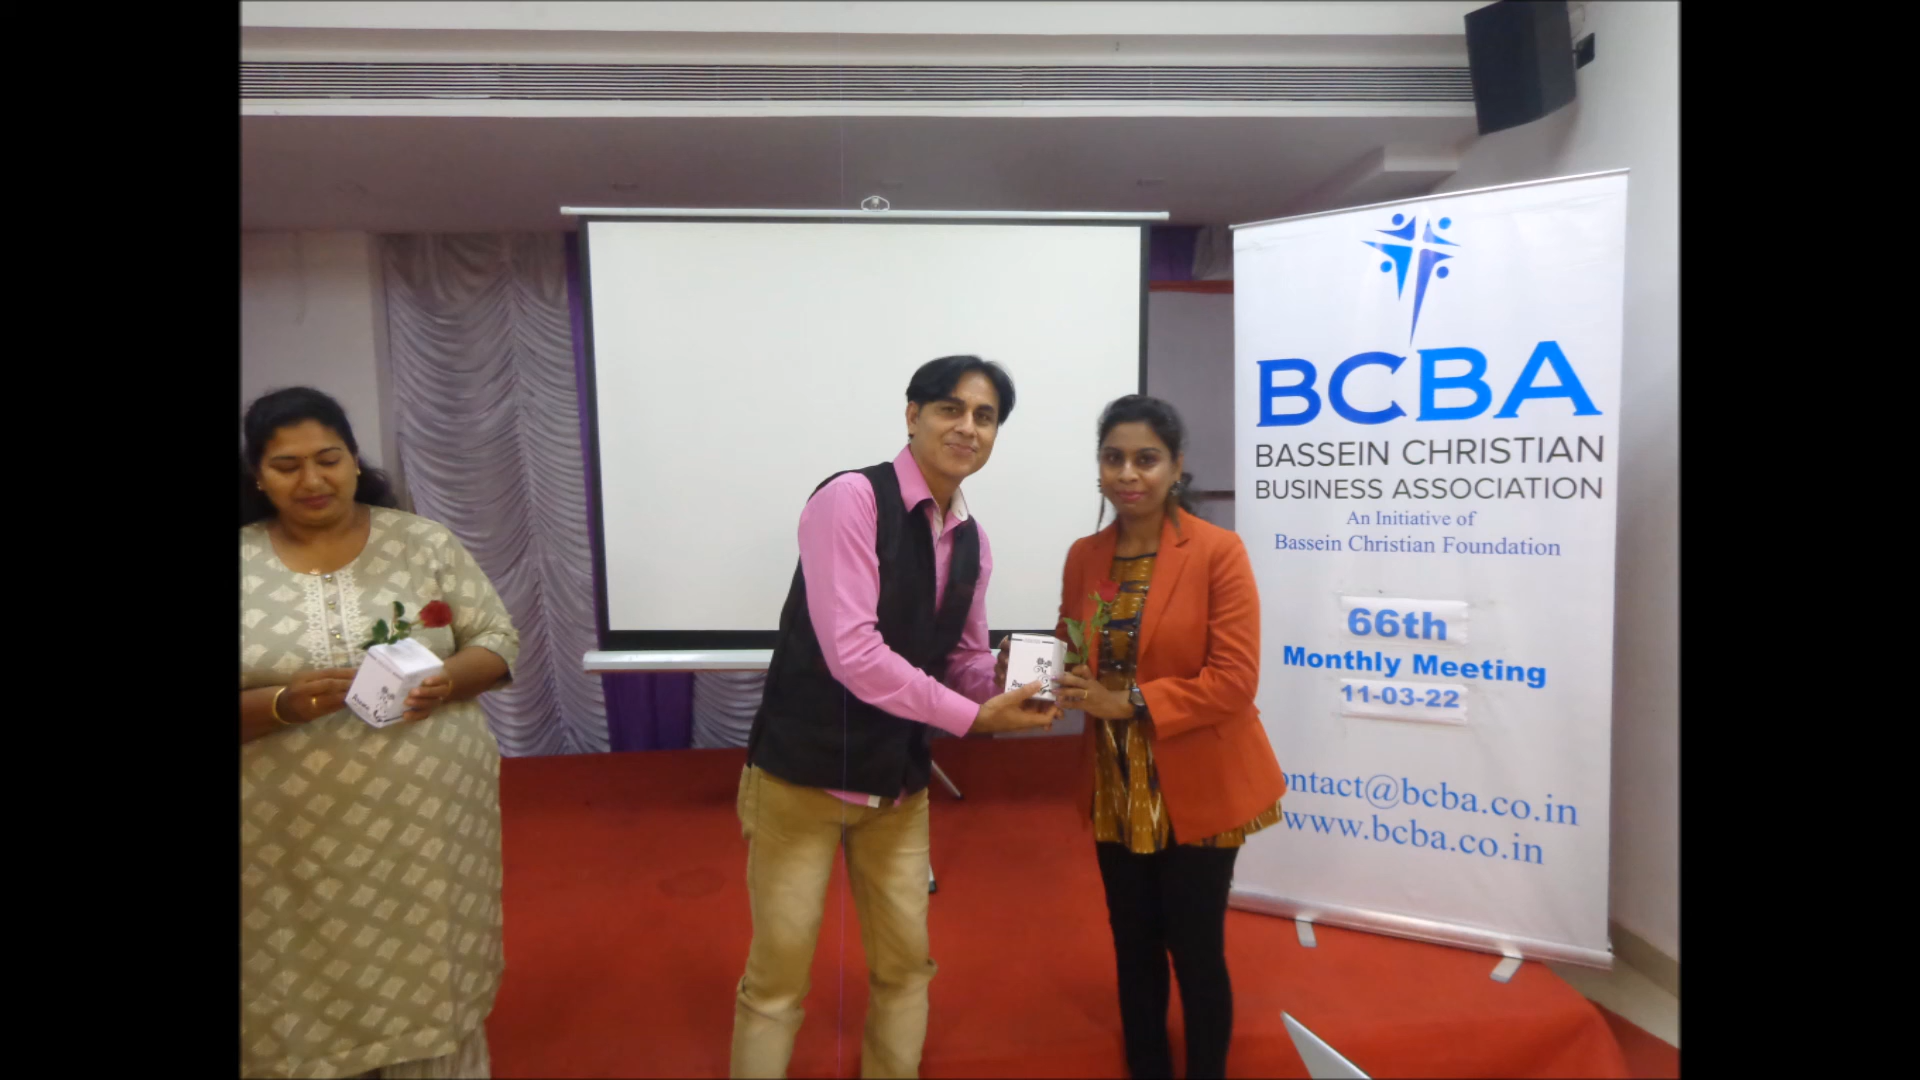 BCBA
BASSEIN CHRISTIAN
BUSINESS ASSOCIATION
An Initiative of
Bassein Christian Foundation
66th
Monthly Meeting
11-03-22
ontact@bcba.co.in
www.bcba.co.in